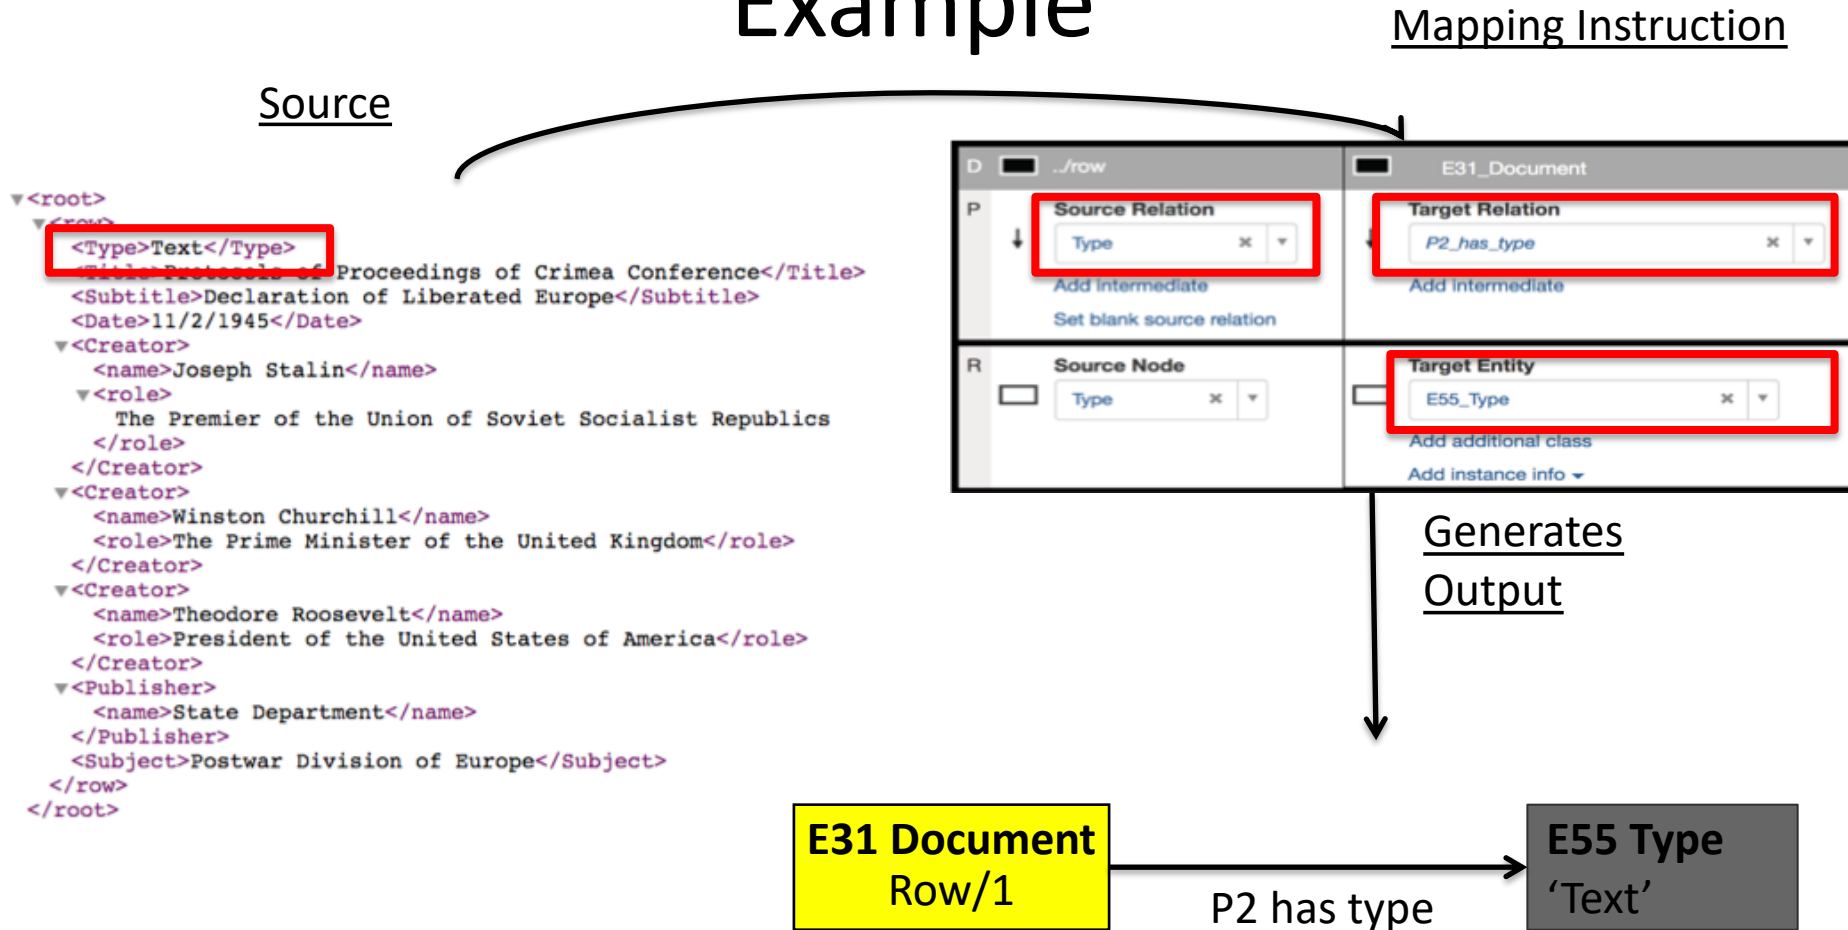 Example
Mapping Instruction
Source
<root>
<row>
<Type>Text</Type>
<Title>Protocols of Proceedings of Crimea Conference</Title>
<Subtitle>Declaration of Liberated Europe</Subtitle>
<Date>11/2/1945</Date>
<Creator>
<name>Joseph Stalin</name>
<role>
The Premier of the Union of Soviet Socialist Republics
</role>
</Creator>
<Creator>
<name>Winston Churchill</name>
<role>The Prime Minister of the United Kingdom</role>
</Creator>
<Creator>
<name>Theodore Roosevelt</name>
<role>President of the United States of America</role>
</Creator>
<Publisher>
<name>State Department</name>
</Publisher>
<Subject>Postwar Division of Europe</Subject>
</row>
</root>
D ../row E31_Document
P Source Relation Target Relation
Type P2_has_type
Add intermediate Add intermediate
Set blank source relation
R Source Node Target Entity
Type E55_Type
Add additional class
Add instance info
Generates
Output
E31 Document
Row/1
P2 has type
E55 Type
‘Text’